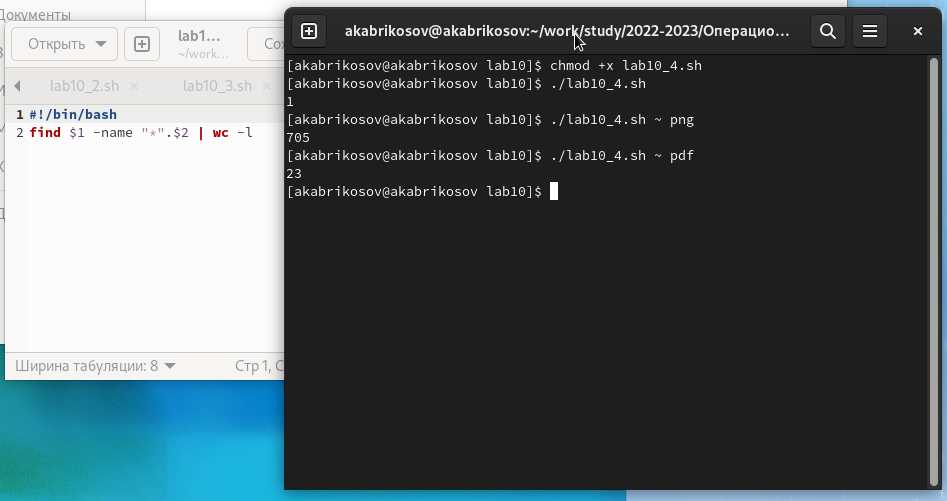 Документы
Открыть
lab1…
~/work…
lab10_2.sh
lab10_3.sh
1 #!/bin/bash
2 find $1 -name "*".$2 | wc -l
Ширина табуляции: 8
Стр 1,
akabrikosov@akabrikosov:~/work/study/2022-2023/Операцио…
[akabrikosov@akabrikosov lab10]$ chmod +x lab10_4.sh
[akabrikosov@akabrikosov lab10]$ ./lab10_4.sh
1
[akabrikosov@akabrikosov lab10]$ ./lab10_4.sh ~ png
705
[akabrikosov@akabrikosov lab10]$ ./lab10_4.sh ~ pdf
23
[akabrikosov@akabrikosov lab10]$